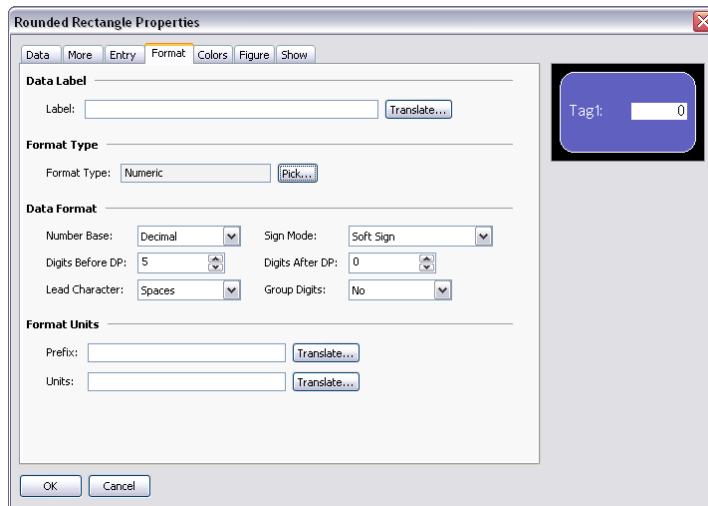 Rounded Rectangle Properties
Data More Entry Format Colors Figure Show
Data Label
Label: Translate...
Format Type
Format Type: Numeric Pick...
Data Format
Number Base: Decimal Sign Mode: Soft Sign
Digits Before DP: 5 Digits After DP: 0
Lead Character: Spaces Group Digits: No
Format Units
Prefix: Translate...
Units: Translate...
OK Cancel
Tag1: 0